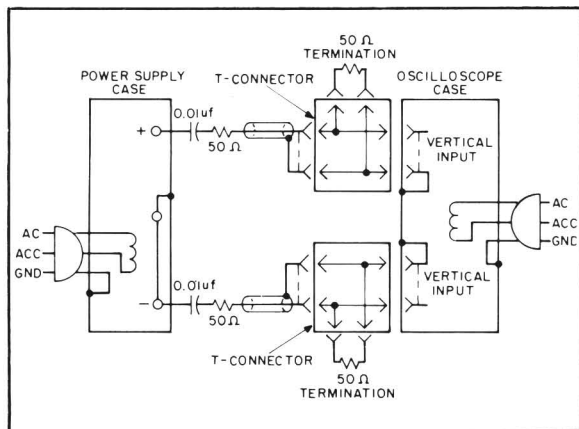 50 Ω
TERMINATION
T-CONNECTOR
POWER SUPPLY
CASE
OSCILLOSCOPE
CASE
0.01uf
+
50 Ω
VERTICAL
INPUT
AC
ACC
GND
AC
ACC
GND
0.01uf
−
50 Ω
VERTICAL
INPUT
T-CONNECTOR
50 Ω
TERMINATION